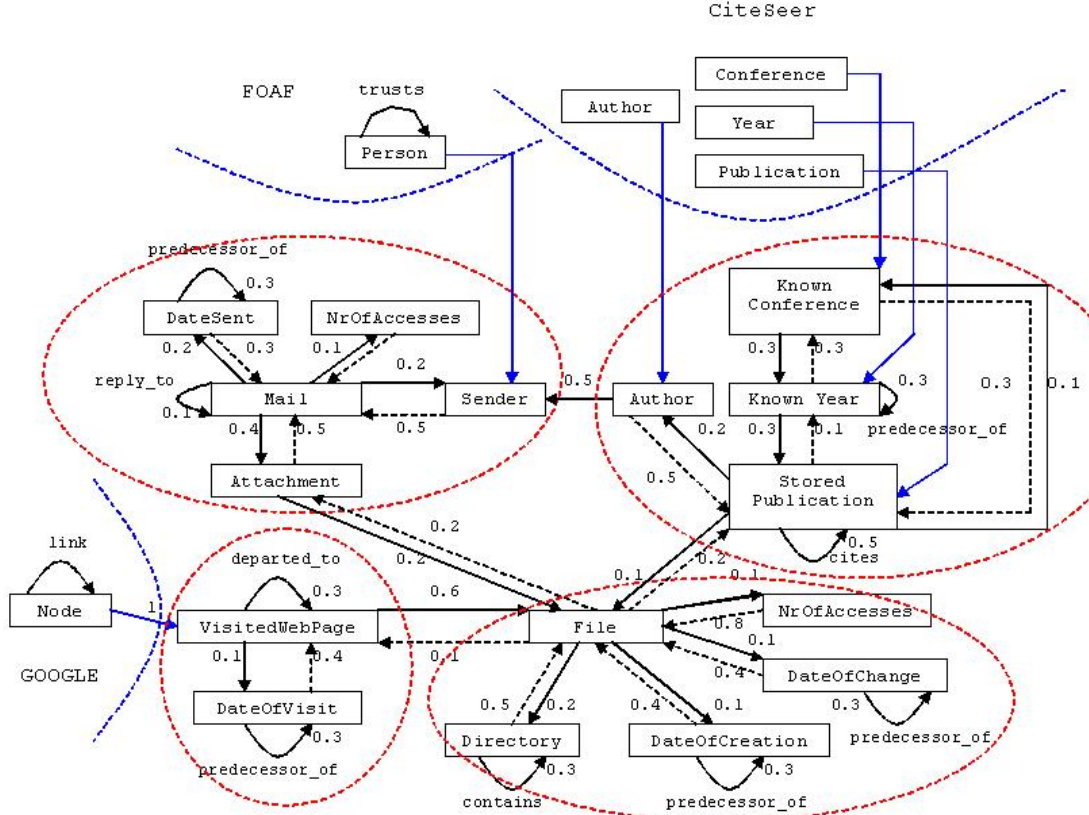 CiteSeer
Conference
FOAF
trusts
Author
Year
Person
Publication
predecessor_of
0.3
DateSent
NrOfAccesses
Known
Conference
0.2
0.3
0.1
0.3
0.3
0.2
reply_to
0.5
0.3
0.3
0.1
Mail
Sender
Author
Known Year
0.1
0.4
0.5
0.5
0.2
0.3
0.1
predecessor_of
Attachment
0.5
Stored
Publication
0.2
link
departed_to
0.2
0.5
cites
0.3
0.6
0.1
0.2
0.1
Node
1
VisitedWebPage
File
NrOfAccesses
0.8
0.1
0.4
0.1
0.1
GOOGLE
0.4
DateOfChange
DateOfVisit
0.5
0.2
0.4
0.1
0.3
0.3
Directory
DateOfCreation
predecessor_of
predecessor_of
0.3
0.3
contains
predecessor_of